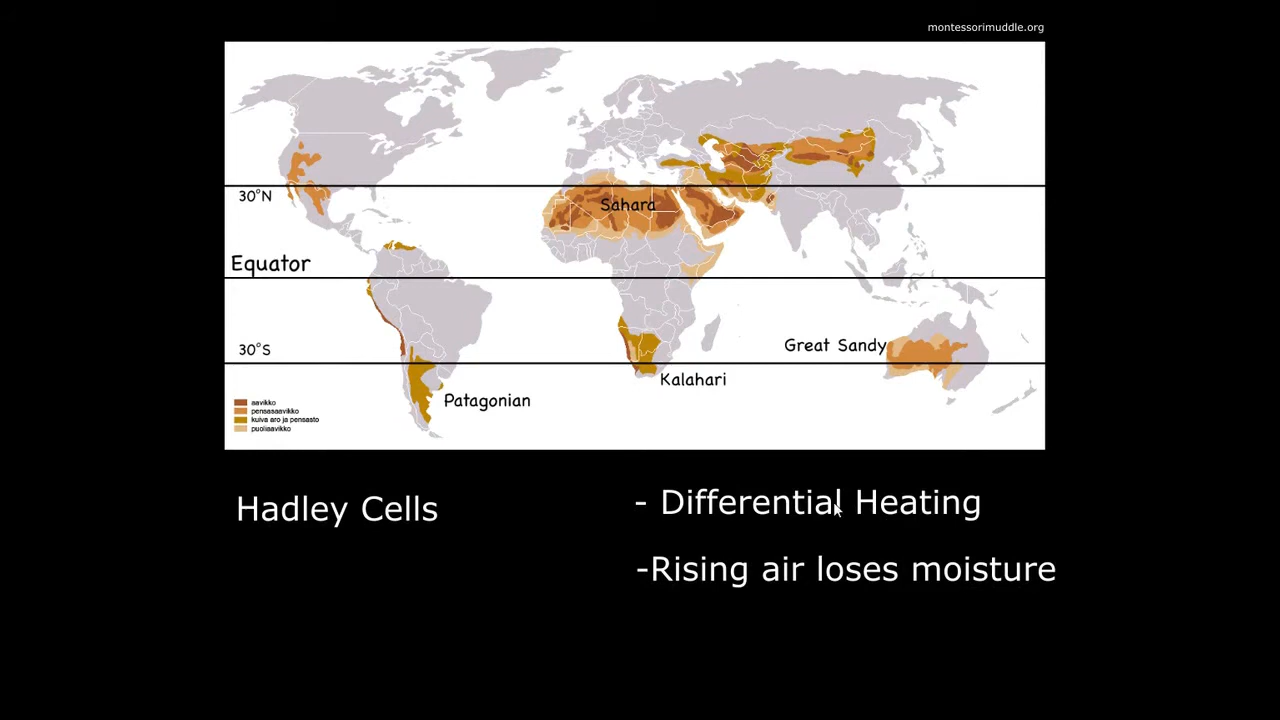 montessorimuddle.org
30°N
Sahara
Equator
30°S
Great Sandy
Kalahari
Patagonian
aavikko
pensasaavikko
kuiva aro ja pensasto
puoliaavikko
Hadley Cells
- Differential Heating
-Rising air loses moisture